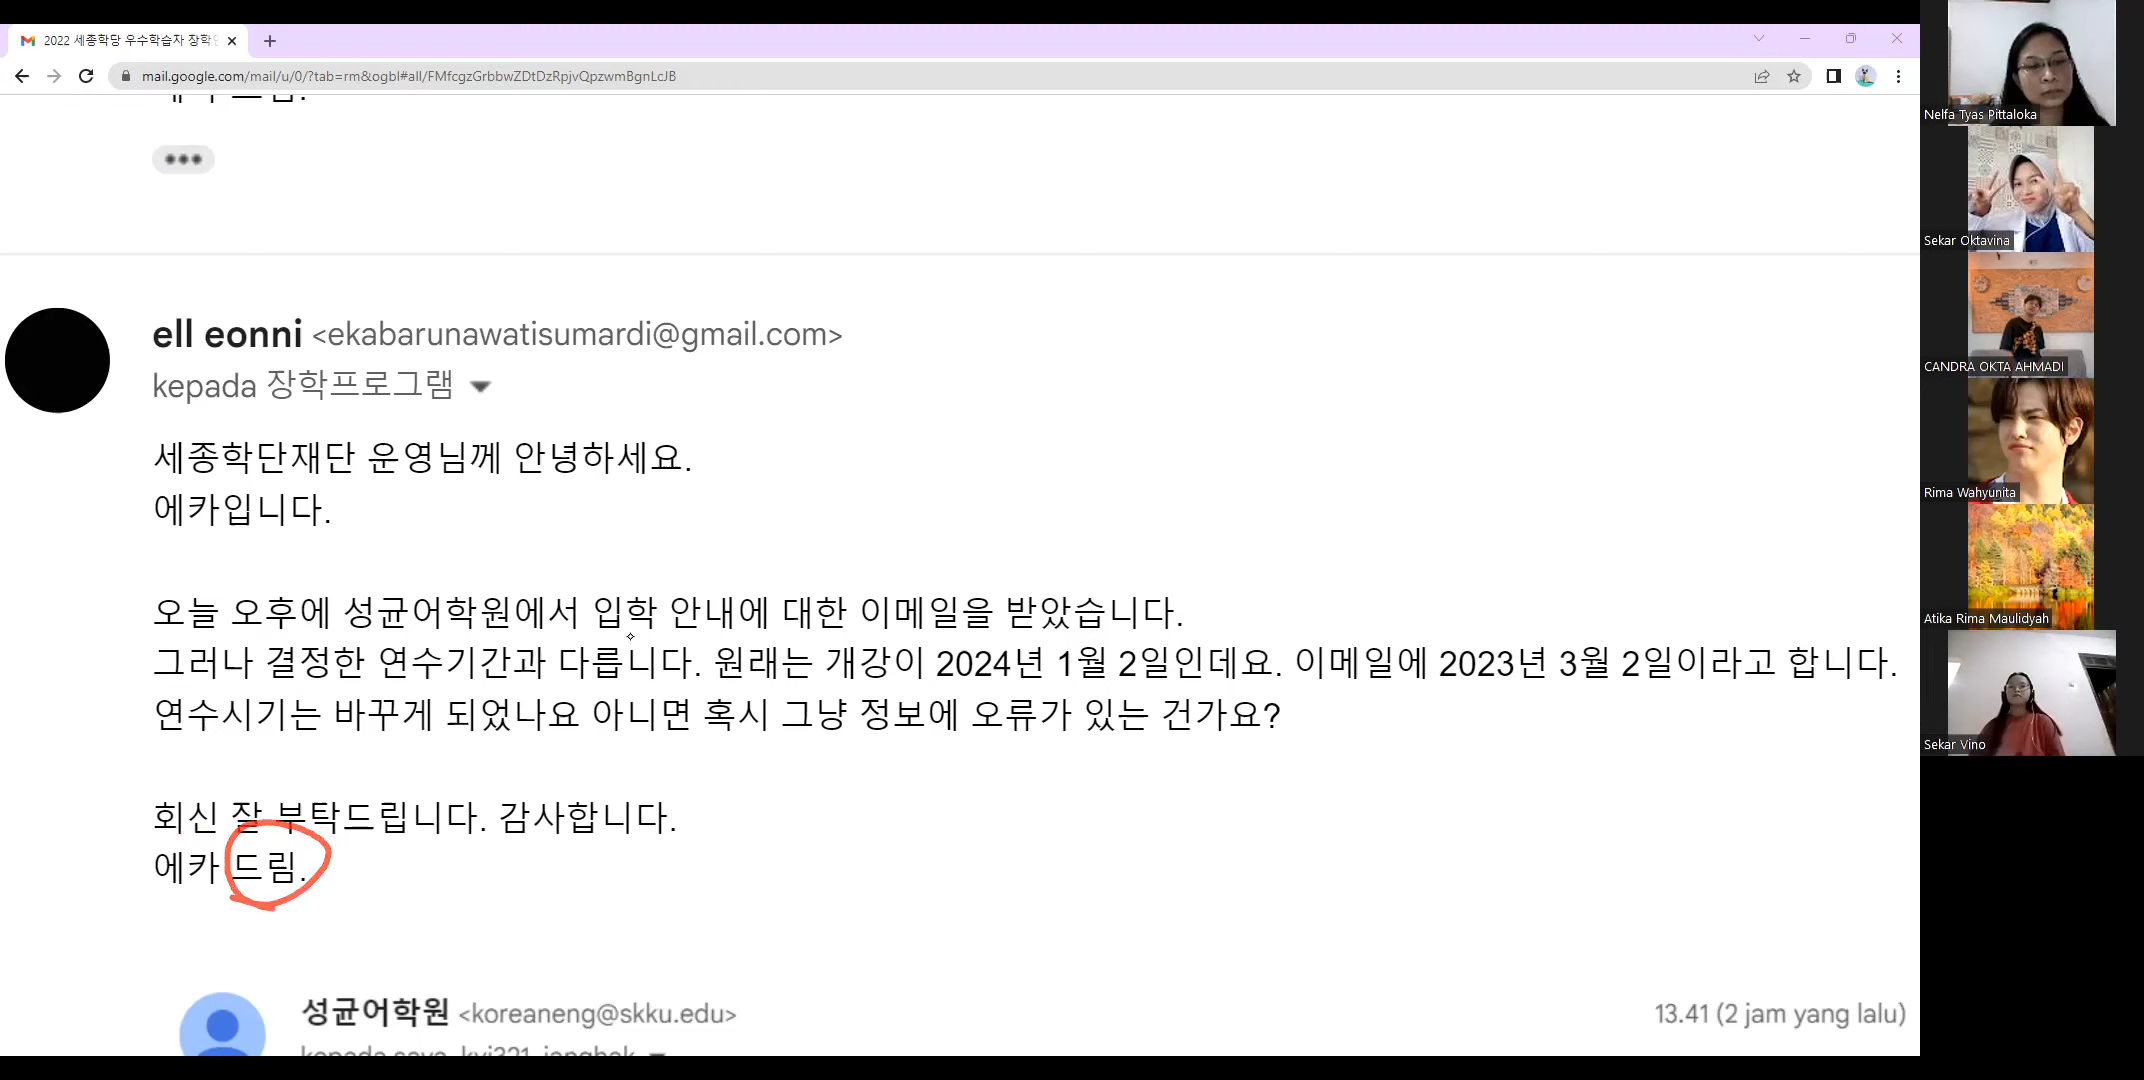 2022 세종학당 우수학습자 장학
mail.google.com/mail/u/0/?tab=rm&ogbl#all/FMfcgzGrbbwZDtDzRpjvQpzwmBgnLcJB
ell eonni <ekabarunawatisumardi@gmail.com>
kepada 장학프로그램
세종학단재단 운영님께 안녕하세요.
에카입니다.
오늘 오후에 성균어학원에서 입학 안내에 대한 이메일을 받았습니다.
그러나 결정한 연수기간과 다릅니다. 원래는 개강이 2024년 1월 2일인데요. 이메일에 2023년 3월 2일이라고 합니다.
연수시기는 바꾸게 되었나요 아니면 혹시 그냥 정보에 오류가 있는 건가요?
회신 잘 부탁드립니다. 감사합니다.
에카 드림.
성균어학원 <koreaneng@skku.edu>
13.41 (2 jam yang lalu)
kepada saya, kyj321, janghak
Nelfa Tyas Pittaloka
Sekar Oktavina
CANDRA OKTA AHMADI
Rima Wahyunita
Atika Rima Maulidyah
Sekar Vino